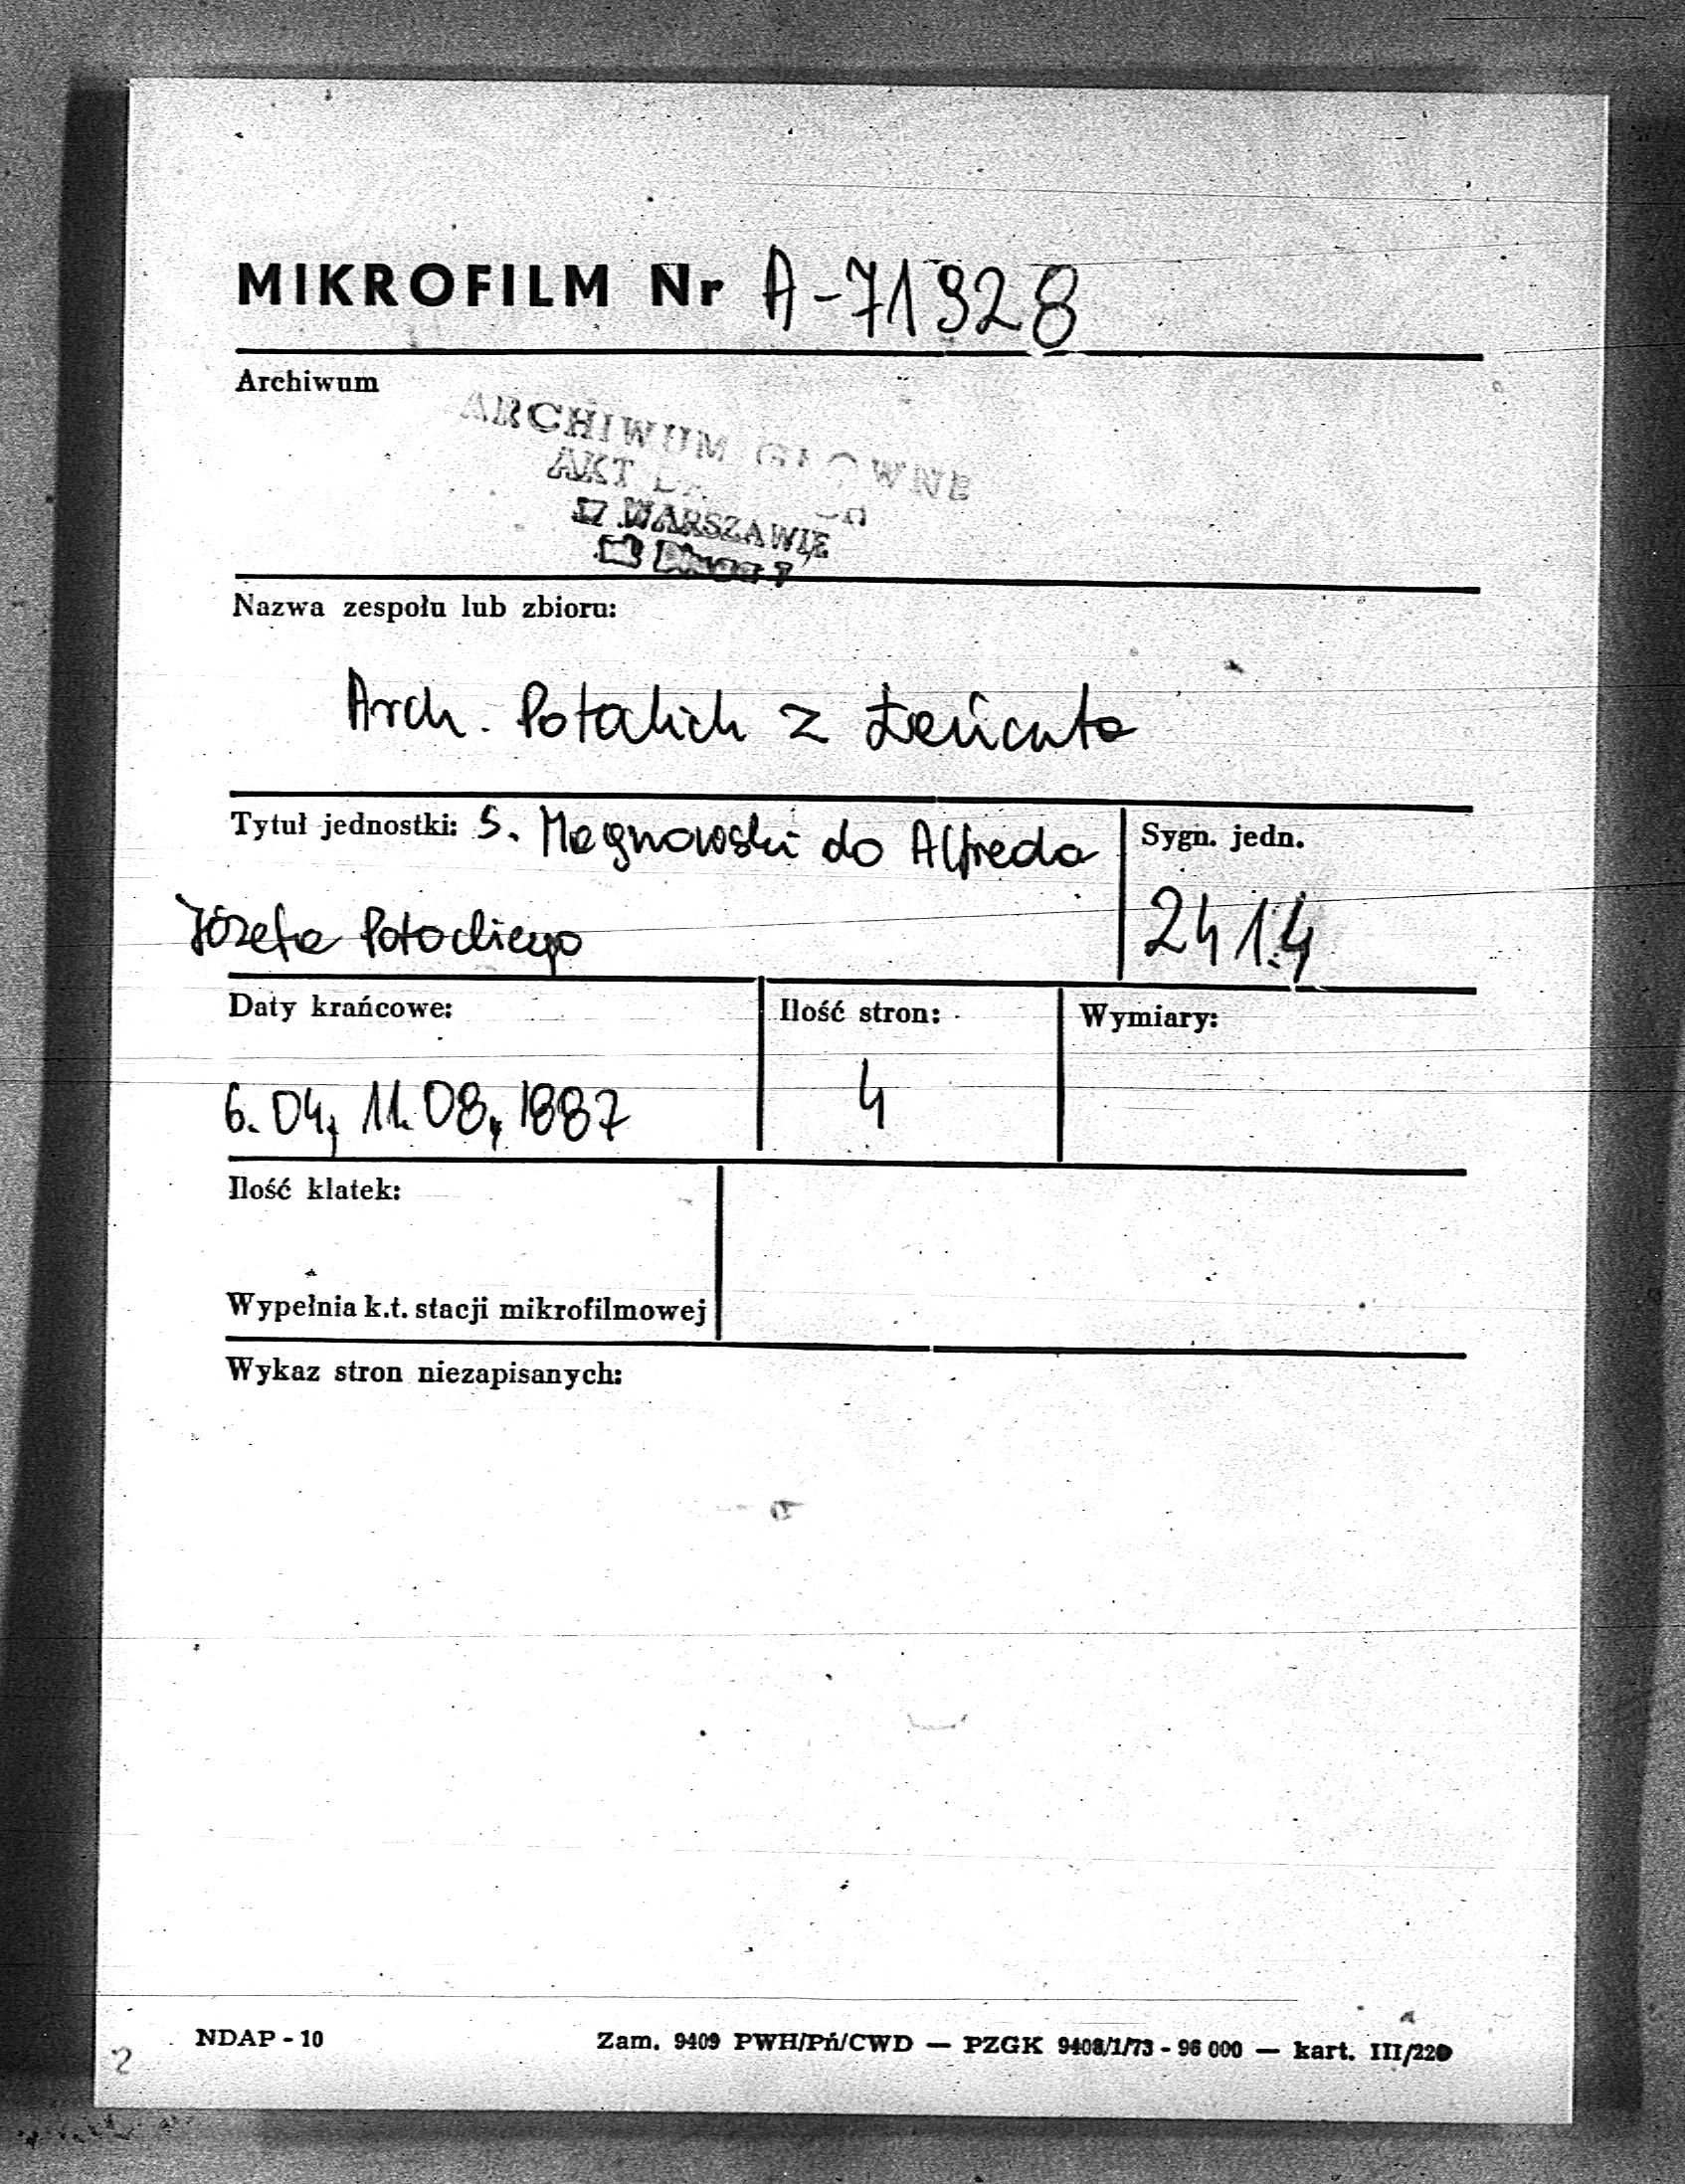 MIKROFILM Nr A-71928
Archiwum
ARCHIWUM GŁÓWNE
AKT
W WARSZAWIE
Nazwa zespołu lub zbioru:
Arch. Potockich z Łańcuta
Tytuł jednostki: S. Magnowski do Alfreda
Józefa Potockiego
Sygn. jedn.
2414
Daty krańcowe:
6.04, 11.08, 1887
Ilość stron:
4
Wymiary:
Ilość klatek:
Wypełnia k.t. stacji mikrofilmowej
Wykaz stron niezapisanych:
NDAP - 10
Zam. 9409 PWH/Pń/CWD — PZGK 9408/1/73 - 96 000 — kart. III/220
2